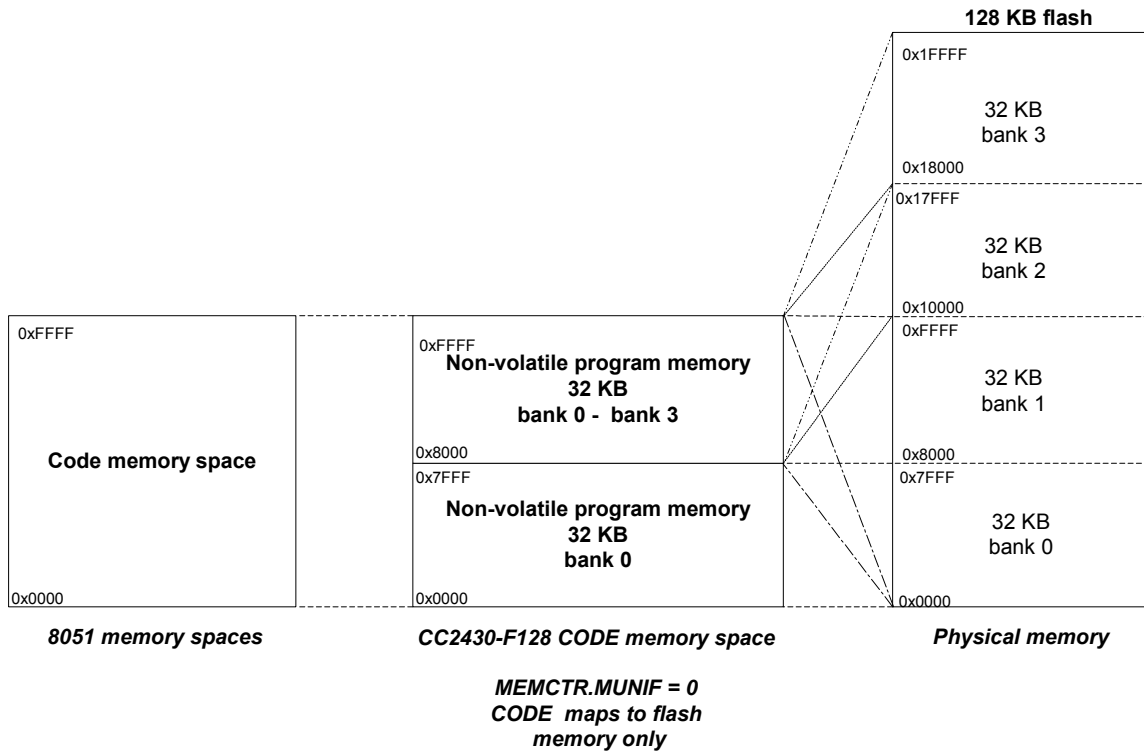 128 KB flash
0x1FFFF
32 KB
bank 3
0x18000
0x17FFF
32 KB
bank 2
0x10000
0xFFFF
32 KB
bank 1
0x8000
0x7FFF
32 KB
bank 0
0x0000
Physical memory
0xFFFF
Code memory space
0x0000
8051 memory spaces
0xFFFF
Non-volatile program memory
32 KB
bank 0 - bank 3
0x8000
0x7FFF
Non-volatile program memory
32 KB
bank 0
0x0000
CC2430-F128 CODE memory space
MEMCTR.MUNIF = 0
CODE maps to flash
memory only